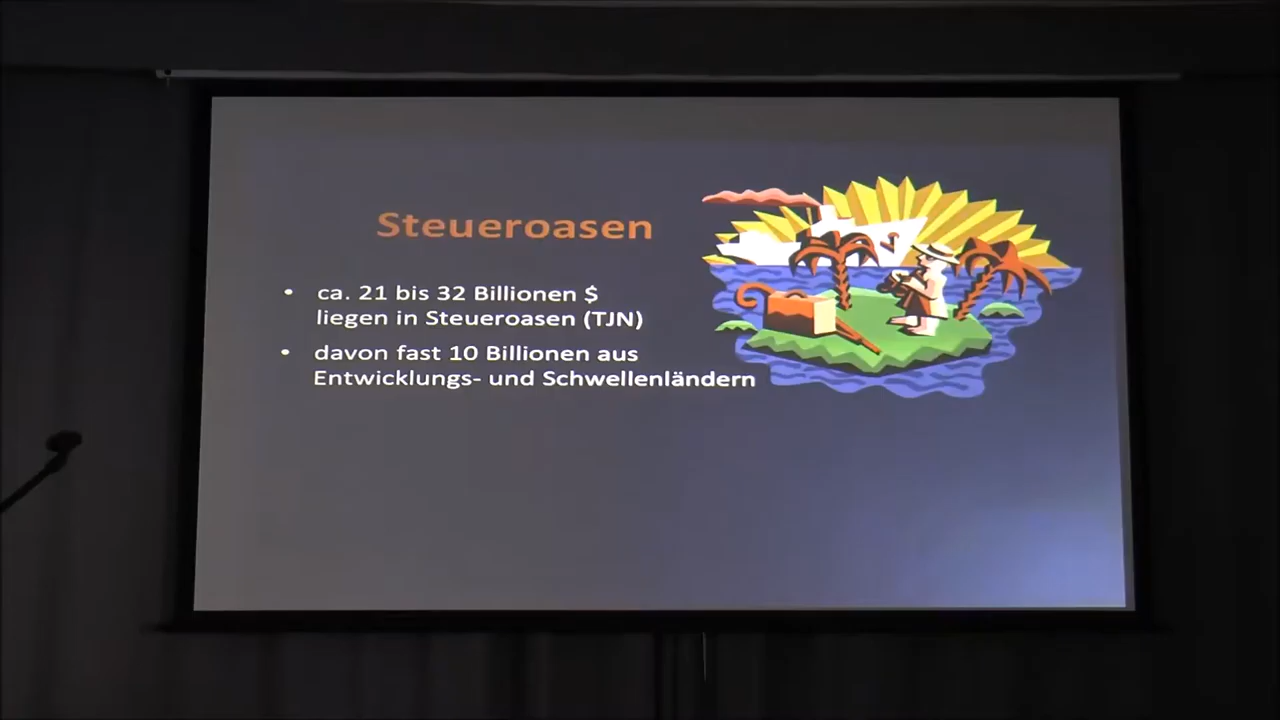 Steueroasen
• ca. 21 bis 32 Billionen $
liegen in Steueroasen (TJN)
• davon fast 10 Billionen aus
Entwicklungs- und Schwellenländern